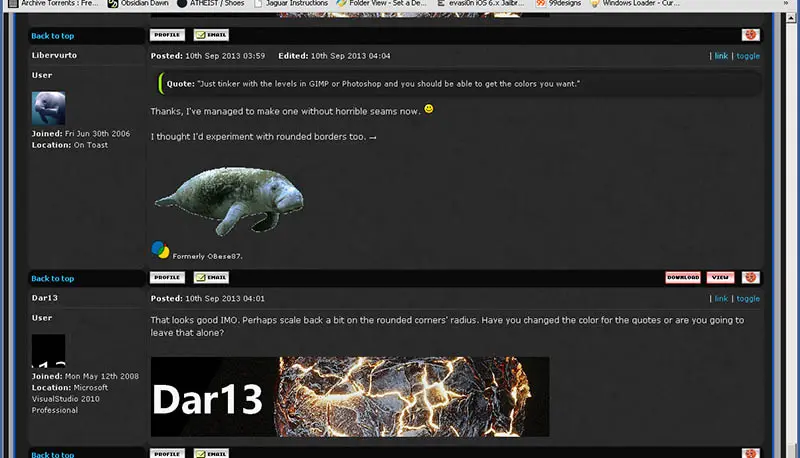 Archive Torrents : Fre... Obsidian Dawn ATHEIST / Shoes Jaguar Instructions Folder View - Set a De... evasi0n iOS 6.x Jailbr... 99designs Windows Loader - Cur...
Back to top PROFILE EMAIL
Libervurto Posted: 10th Sep 2013 03:59 Edited: 10th Sep 2013 04:04 | link | toggle
User
Quote: "Just tinker with the levels in GIMP or Photoshop and you should be able to get the colors you want."
Thanks, I've managed to make one without horrible seams now.
Joined: Fri Jun 30th 2006
Location: On Toast
I thought I'd experiment with rounded borders too. →
Formerly OBese87.
Back to top PROFILE EMAIL DOWNLOAD VIEW
Dar13 Posted: 10th Sep 2013 04:01 | link | toggle
User
That looks good IMO. Perhaps scale back a bit on the rounded corners' radius. Have you changed the color for the quotes or are you going to
leave that alone?
Joined: Mon May 12th 2008
Location: Microsoft
VisualStudio 2010
Professional
Dar13
Back to top PROFILE EMAIL